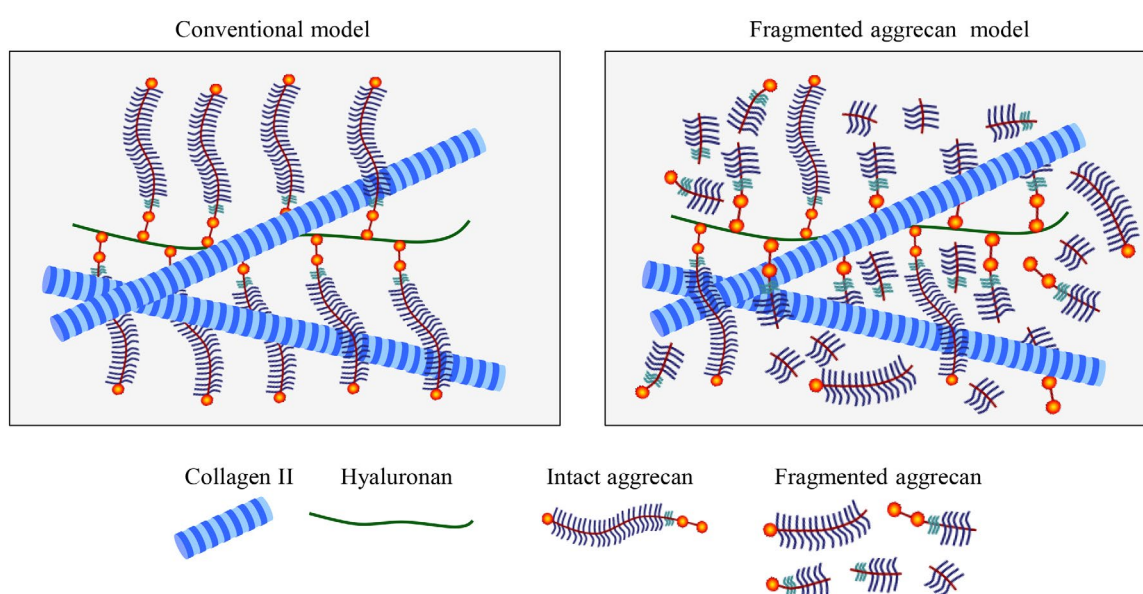 Conventional model
Fragmented aggrecan model
Collagen II
Hyaluronan
Intact aggrecan
Fragmented aggrecan